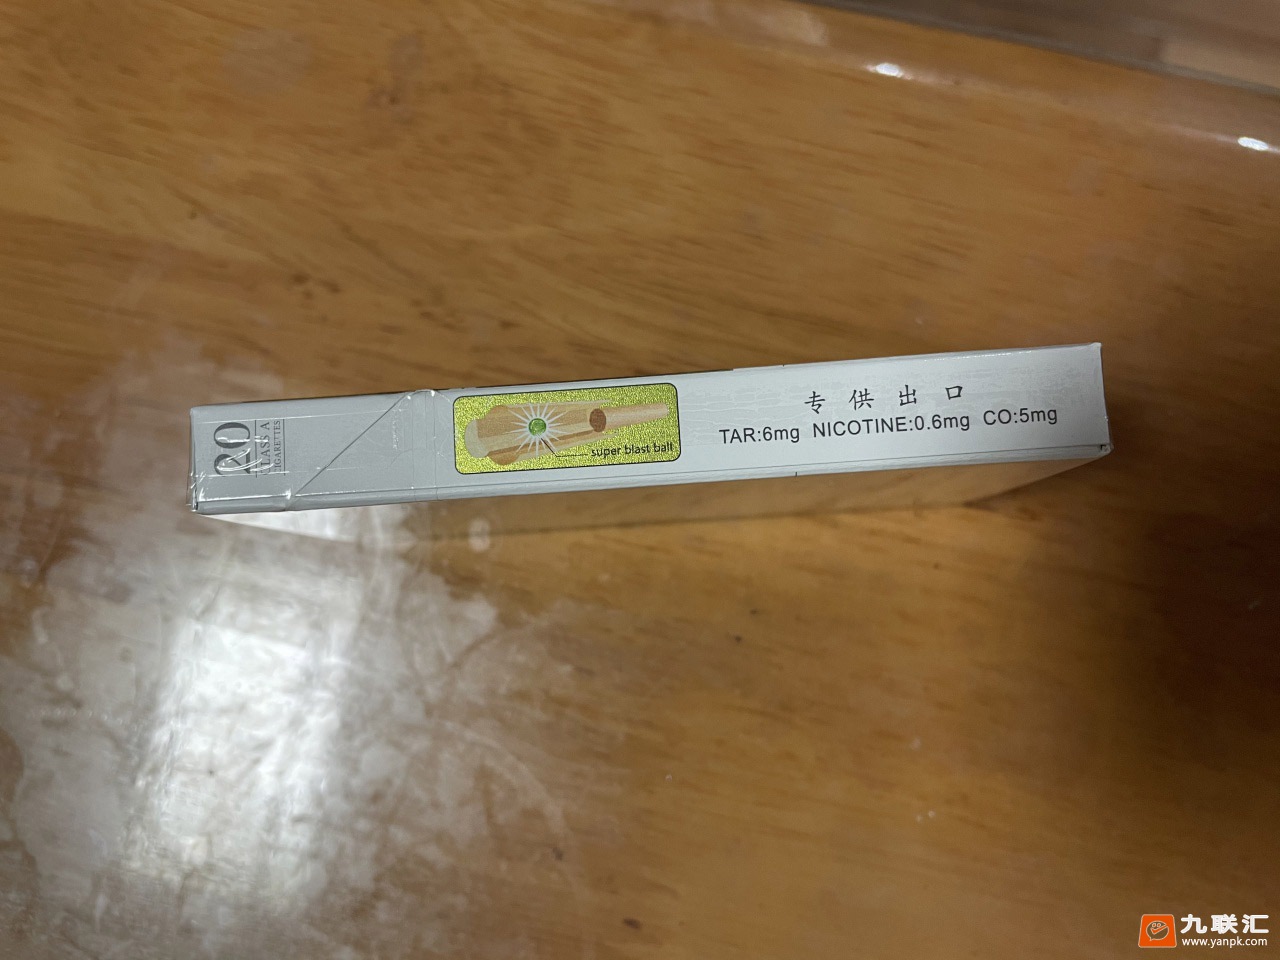 20
CLASS A
CIGARETTES
super blast ball
专供出口
TAR:6mg NICOTINE:0.6mg CO:5mg
九联汇
www.yanpk.com